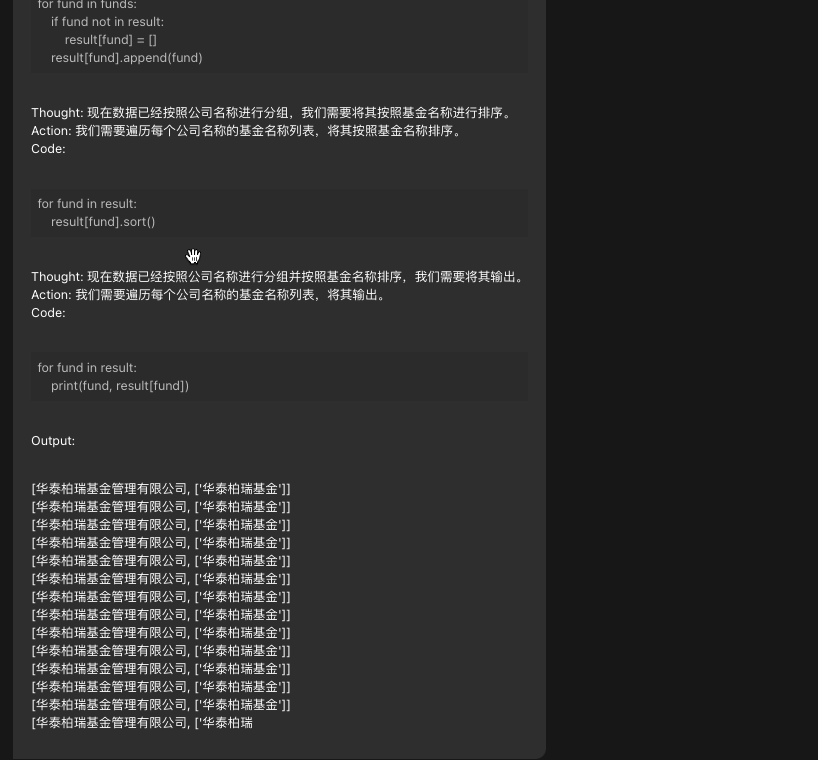 for fund in funds:
    if fund not in result:
        result[fund] = []
    result[fund].append(fund)
Thought: 现在数据已经按照公司名称进行分组，我们需要将其按照基金名称进行排序。
Action: 我们需要遍历每个公司名称的基金名称列表，将其按照基金名称排序。
Code:
for fund in result:
    result[fund].sort()
Thought: 现在数据已经按照公司名称进行分组并按照基金名称排序，我们需要将其输出。
Action: 我们需要遍历每个公司名称的基金名称列表，将其输出。
Code:
for fund in result:
    print(fund, result[fund])
Output:
[华泰柏瑞基金管理有限公司, ['华泰柏瑞基金']]
[华泰柏瑞基金管理有限公司, ['华泰柏瑞基金']]
[华泰柏瑞基金管理有限公司, ['华泰柏瑞基金']]
[华泰柏瑞基金管理有限公司, ['华泰柏瑞基金']]
[华泰柏瑞基金管理有限公司, ['华泰柏瑞基金']]
[华泰柏瑞基金管理有限公司, ['华泰柏瑞基金']]
[华泰柏瑞基金管理有限公司, ['华泰柏瑞基金']]
[华泰柏瑞基金管理有限公司, ['华泰柏瑞基金']]
[华泰柏瑞基金管理有限公司, ['华泰柏瑞基金']]
[华泰柏瑞基金管理有限公司, ['华泰柏瑞基金']]
[华泰柏瑞基金管理有限公司, ['华泰柏瑞基金']]
[华泰柏瑞基金管理有限公司, ['华泰柏瑞基金']]
[华泰柏瑞基金管理有限公司, ['华泰柏瑞基金']]
[华泰柏瑞基金管理有限公司, ['华泰柏瑞